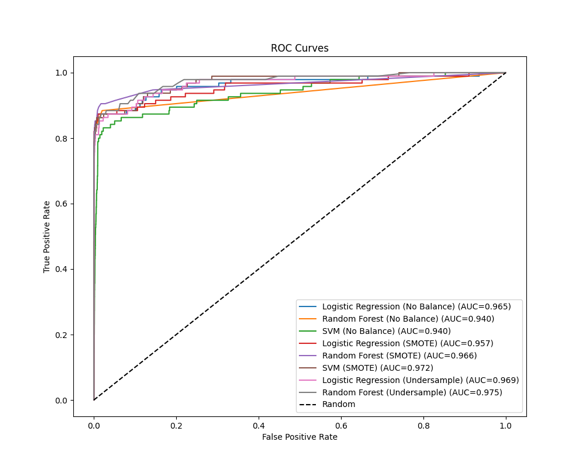 ROC Curves
1.0
0.8
0.6
0.4
0.2
0.0
True Positive Rate
0.0 0.2 0.4 0.6 0.8 1.0
False Positive Rate
Logistic Regression (No Balance) (AUC=0.965)
Random Forest (No Balance) (AUC=0.940)
SVM (No Balance) (AUC=0.940)
Logistic Regression (SMOTE) (AUC=0.957)
Random Forest (SMOTE) (AUC=0.966)
SVM (SMOTE) (AUC=0.972)
Logistic Regression (Undersample) (AUC=0.969)
Random Forest (Undersample) (AUC=0.975)
Random